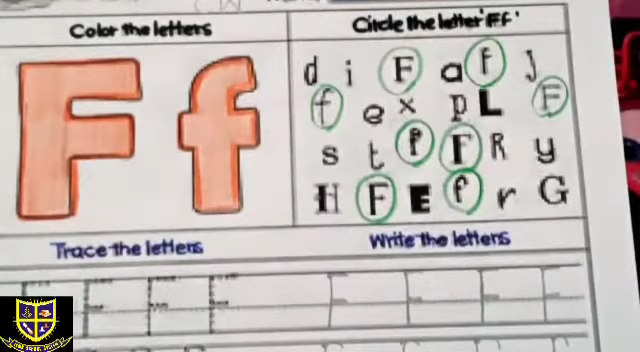 Color the letters
Circle the letter 'Ff'
F f
d i F a f j
f e x p L F
s t f F R y
H F E f r G
Trace the letters
Write the letters
F F F F F F F F